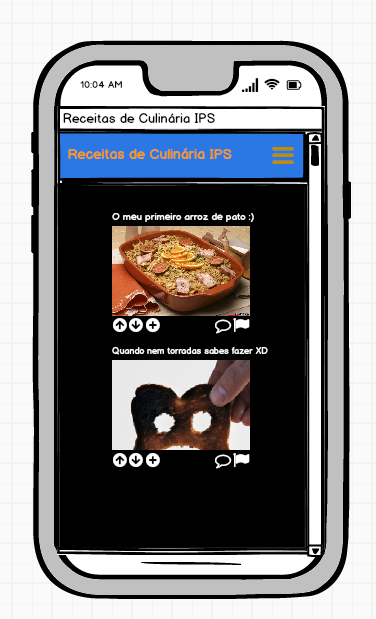 10:04 AM
Receitas de Culinária IPS
Receitas de Culinária IPS
O meu primeiro arroz de pato :)
Quando nem torradas sabes fazer XD